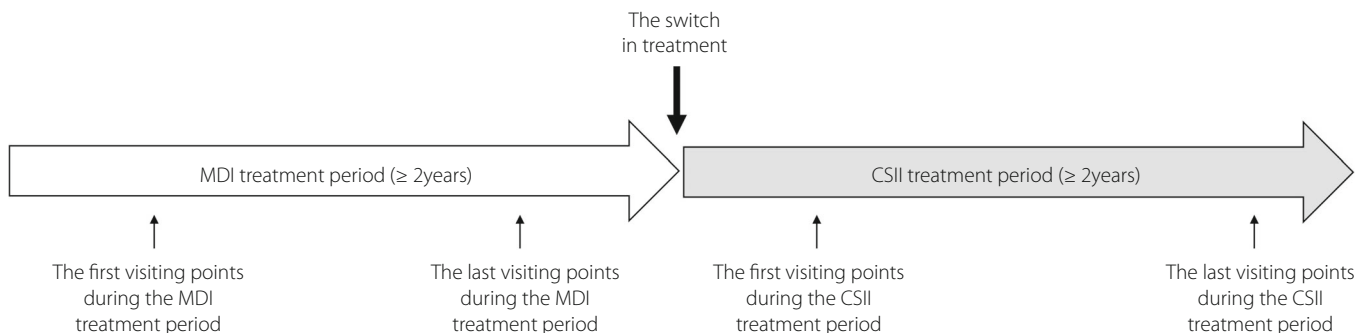 The switch
in treatment
MDI treatment period (≥ 2years)
CSII treatment period (≥ 2years)
The first visiting points
during the MDI
treatment period
The last visiting points
during the MDI
treatment period
The first visiting points
during the CSII
treatment period
The last visiting points
during the CSII
treatment period